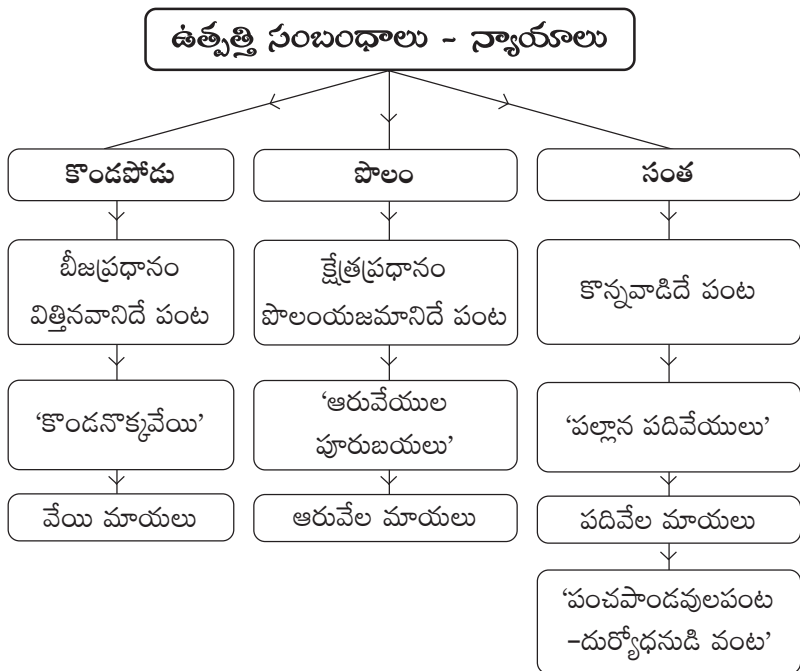 ఉత్పత్తి సంబంధాలు - న్యాయాలు
కొండపోడు
బీజప్రధానం
విత్తినవానిదే పంట
‘కొండనొక్కవేయి’
వేయి మాయలు
పొలం
క్షేత్రప్రధానం
పొలంయజమానిదే పంట
‘ఆరువేయుల
పూరుబయలు’
ఆరువేల మాయలు
సంత
కొన్నవాడిదే పంట
‘పల్లాన పదివేయులు’
పదివేల మాయలు
‘పంచపాండవులపంట
-దుర్యోధనుడి వంట’